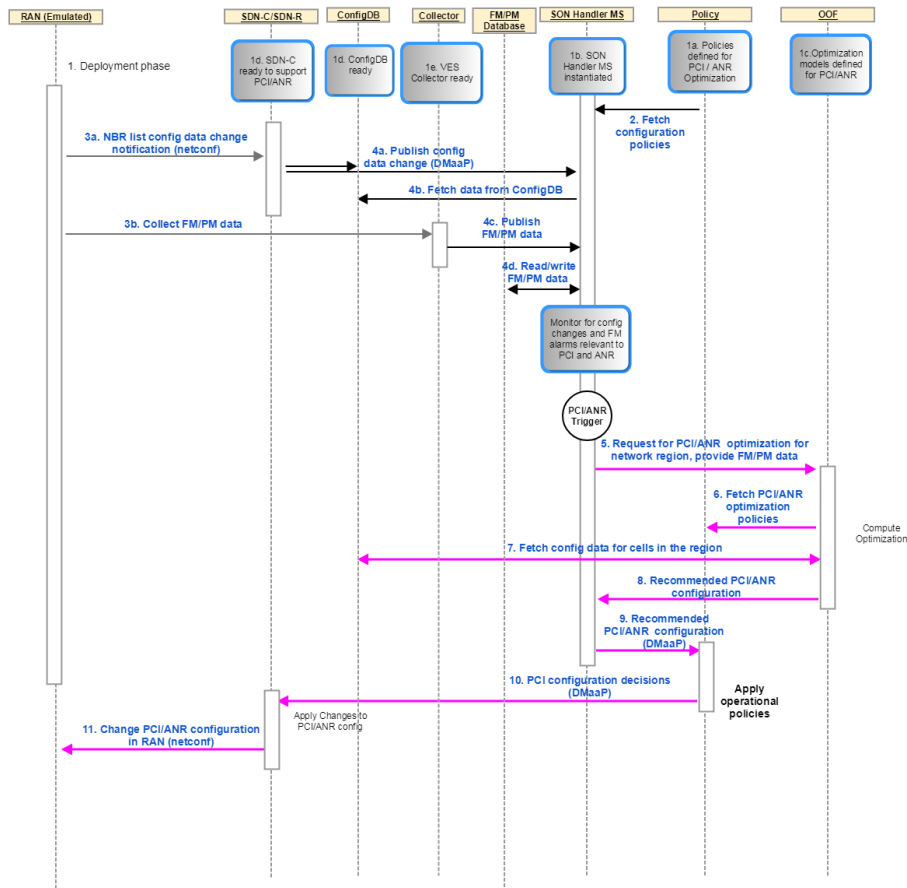 RAN (Emulated)
SDN-C/SDN-R
ConfigDB
Collector
FM/PM
Database
SON Handler MS
Policy
OOF
1. Deployment phase
1d. SDN-C
ready to support
PCI/ANR
1d. ConfigDB
ready
1e. VES
Collector ready
1b. SON
Handler MS
instantiated
1a. Policies
defined for
PCI / ANR
Optimization
1c.Optimization
models defined
for PCI/ANR
2. Fetch
configuration
policies
3a. NBR list config data change
notification (netconf)
4a. Publish config
data change (DMaaP)
4b. Fetch data from ConfigDB
3b. Collect FM/PM data
4c. Publish
FM/PM data
4d. Read/write
FM/PM data
Monitor for config
changes and FM
alarms relevant to
PCI and ANR
PCI/ANR
Trigger
5. Request for PCI/ANR optimization for
network region, provide FM/PM data
6. Fetch PCI/ANR
optimization
policies
Compute
Optimization
7. Fetch config data for cells in the region
8. Recommended PCI/ANR
configuration
9. Recommended
PCI/ANR configuration
(DMaaP)
10. PCI configuration decisions
(DMaaP)
Apply
operational
policies
Apply Changes to
PCI/ANR config
11. Change PCI/ANR configuration
in RAN (netconf)